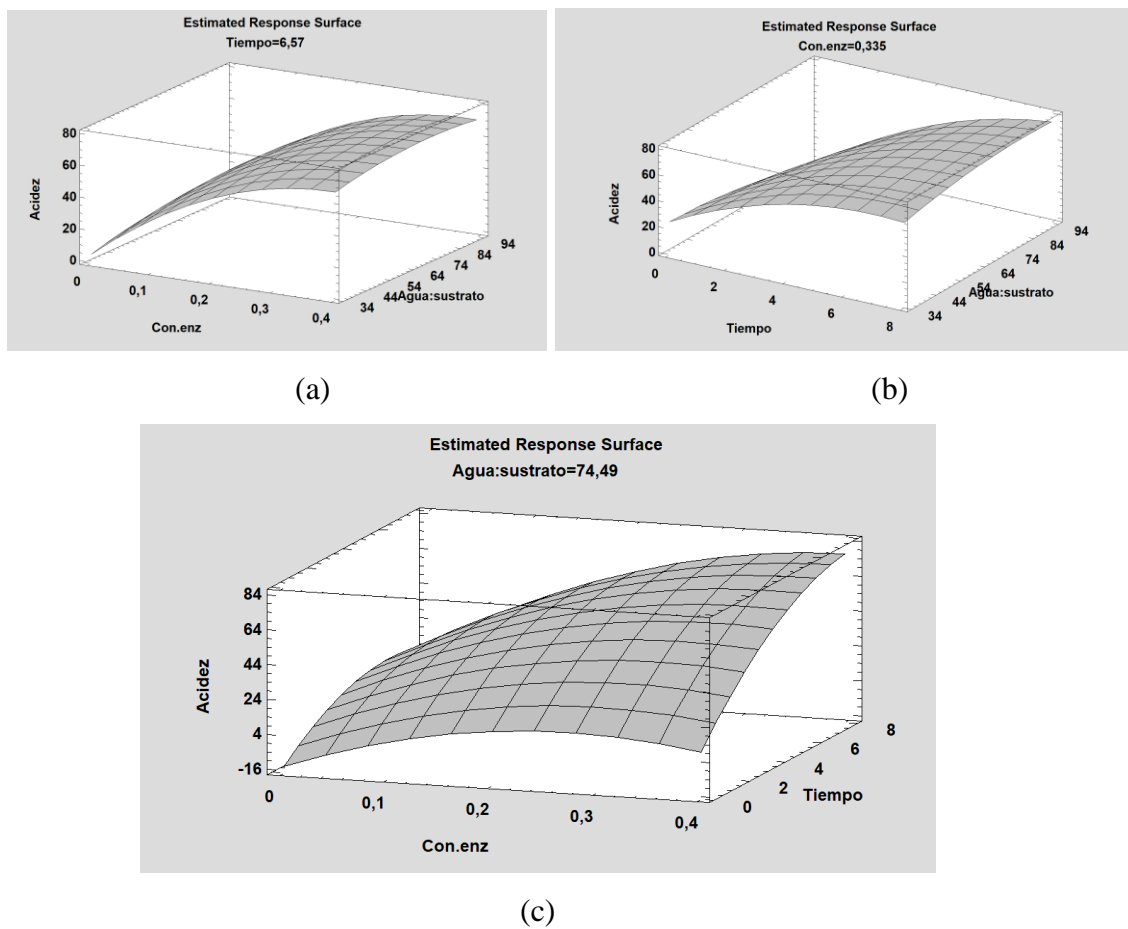 Estimated Response Surface
Tiempo=6,57
Acidez
80
60
40
20
0
0
0,1
0,2
0,3
0,4
Con.enz
34
44
54
64
74
84
94
Agua:sustrato
(a)
Estimated Response Surface
Con.enz=0,335
Acidez
80
60
40
20
0
0
2
4
6
8
Tiempo
34
44
54
64
74
84
94
Agua:sustrato
(b)
Estimated Response Surface
Agua:sustrato=74,49
Acidez
84
64
44
24
4
-16
0
0,1
0,2
0,3
0,4
Con.enz
0
2
4
6
8
Tiempo
(c)